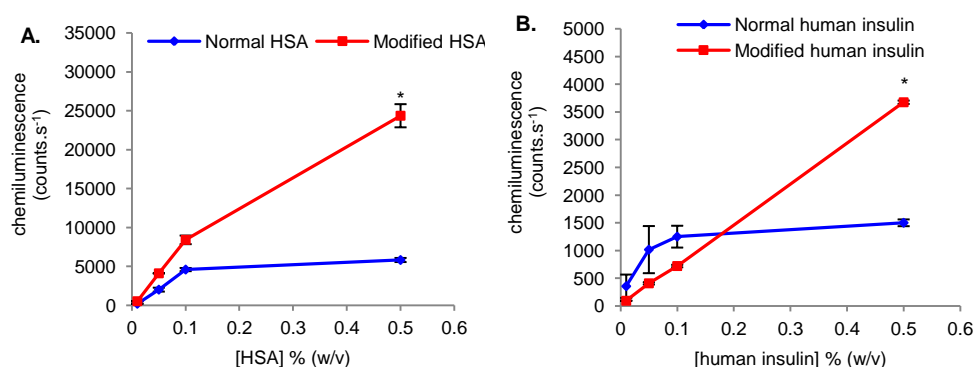 A.
Normal HSA
Modified HSA
35000
30000
25000
20000
15000
10000
5000
0
chemiluminescence
(counts.s⁻¹)
*
0 0.1 0.2 0.3 0.4 0.5 0.6
[HSA] % (w/v)
B.
Normal human insulin
Modified human insulin
5000
4500
4000
3500
3000
2500
2000
1500
1000
500
0
chemiluminescence
(counts.s⁻¹)
*
0 0.1 0.2 0.3 0.4 0.5 0.6
[human insulin] % (w/v)